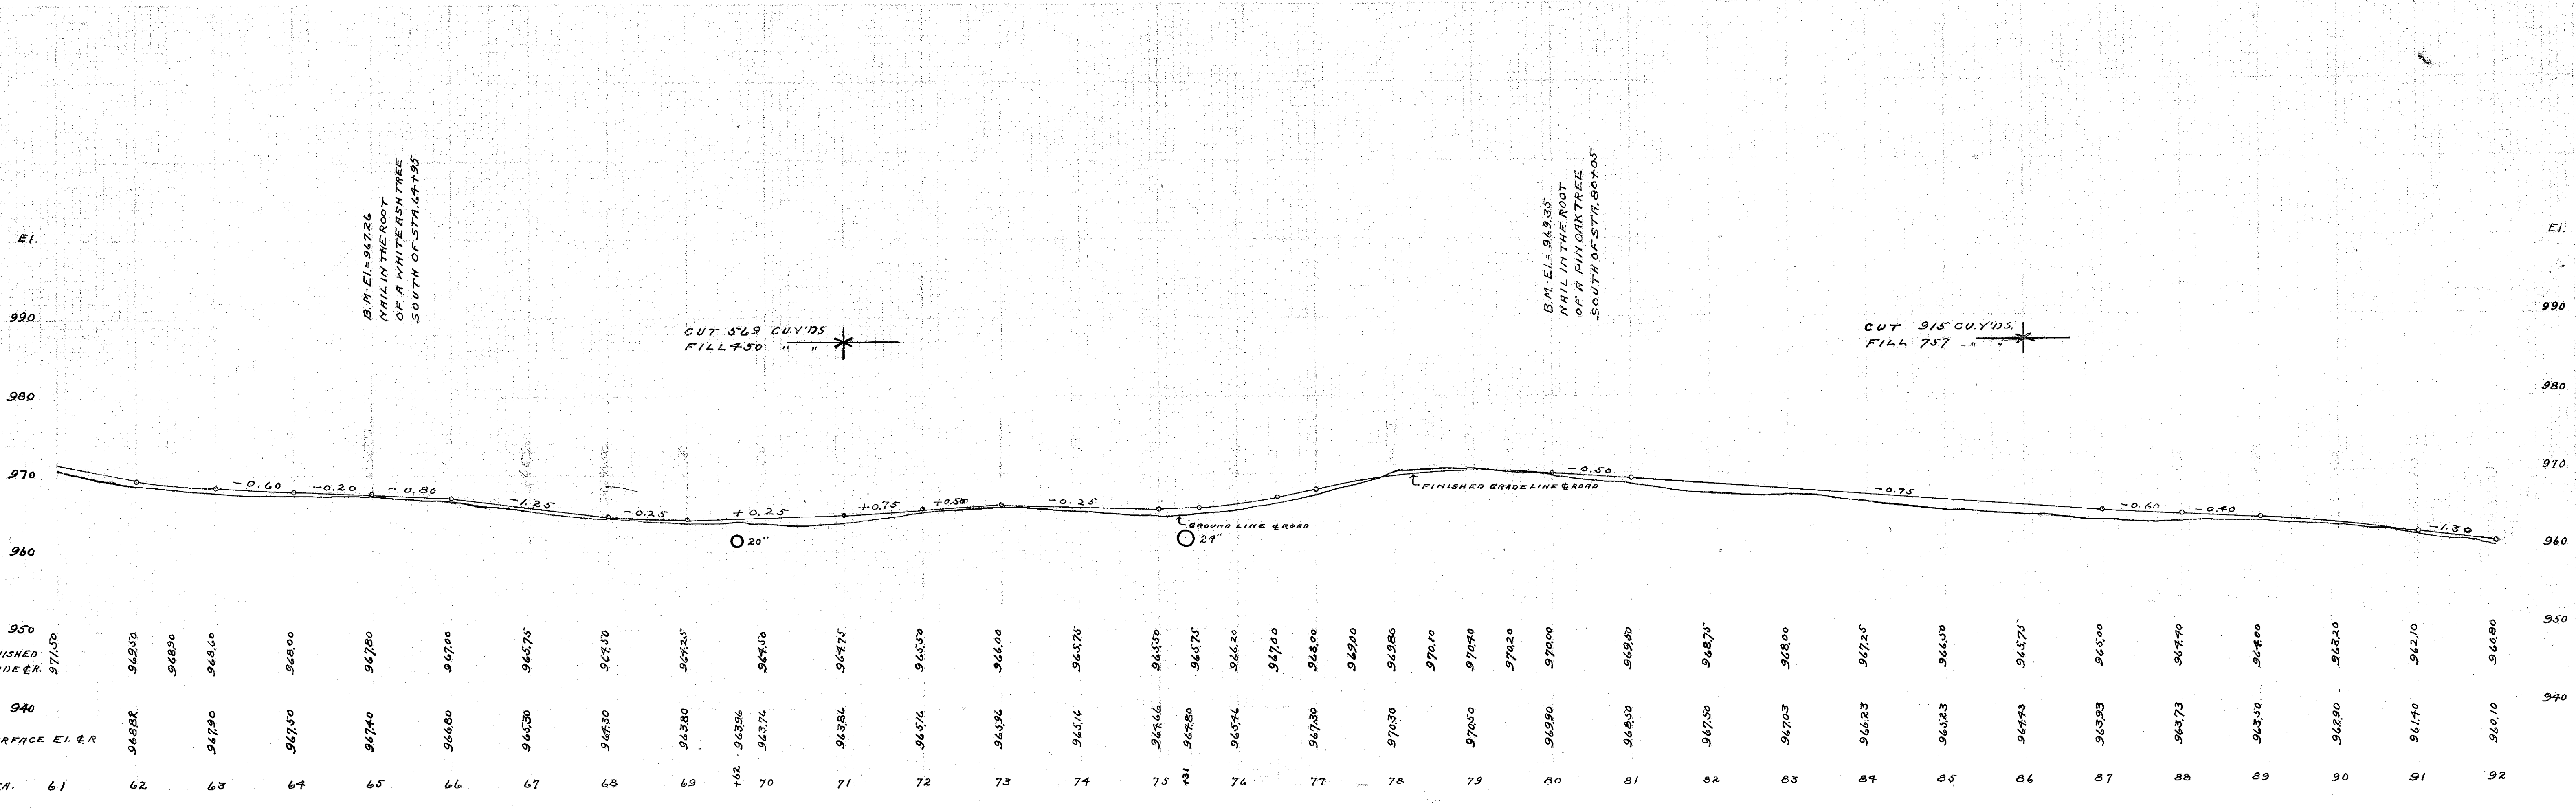 B.M-El.=967.26
NAIL IN THE ROOT
OF A WHITE ASH TREE
SOUTH OF STA.64+95
B.M.-El.=969.35
NAIL IN THE ROOT
OF A PIN OAK TREE
SOUTH OF STA.80+05
El.
El.
990
990
CUT 569 CU.Y'DS
FILL 450 " "
CUT 915 CU.Y'DS.
FILL 757 " "
980
980
970
970
-0.60 -0.20 -0.80 -1.25 -0.25 +0.25 +0.75 +0.50 -0.25 -0.50 -0.75 -0.60 -0.40 -1.30
FINISHED GRADE LINE ℄ ROAD
GROUND LINE ℄ ROAD
20" 24"
960
960
950
950
ISHED
DE ℄R. 971.50 969.50 968.90 968.60 968.00 967.80 967.00 965.75 964.50 964.25 964.50 964.75 965.50 966.00 965.75 965.50 965.75 966.20 967.00 968.00 969.00 969.80 970.10 970.40 970.20 970.00 969.50 968.75 968.00 967.25 966.50 965.75 965.00 964.40 964.00 963.20 962.10 960.80
940
940
RFACE El. ℄ R 968.82 967.90 967.50 967.40 966.80 965.30 964.30 963.80 963.96 963.76 963.86 965.16 965.96 965.16 964.66 964.80 965.46 967.30 970.30 970.50 969.90 968.50 967.50 967.03 966.23 965.23 964.43 963.93 963.73 963.50 962.90 961.40 960.10
A. 61 62 63 64 65 66 67 68 69 +62 70 71 72 73 74 75 +31 76 77 78 79 80 81 82 83 84 85 86 87 88 89 90 91 92